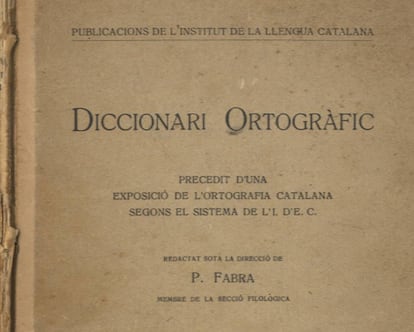 PUBLICACIONS DE L'INSTITUT DE LA LLENGUA CATALANA
DICCIONARI ORTOGRÀFIC
PRECEDIT D'UNA
EXPOSICIÓ DE L'ORTOGRAFIA CATALANA
SEGONS EL SISTEMA DE L'I. D'E. C.
REDACTAT SOTA LA DIRECCIÓ DE
P. FABRA
MEMBRE DE LA SECCIÓ FILOLÒGICA